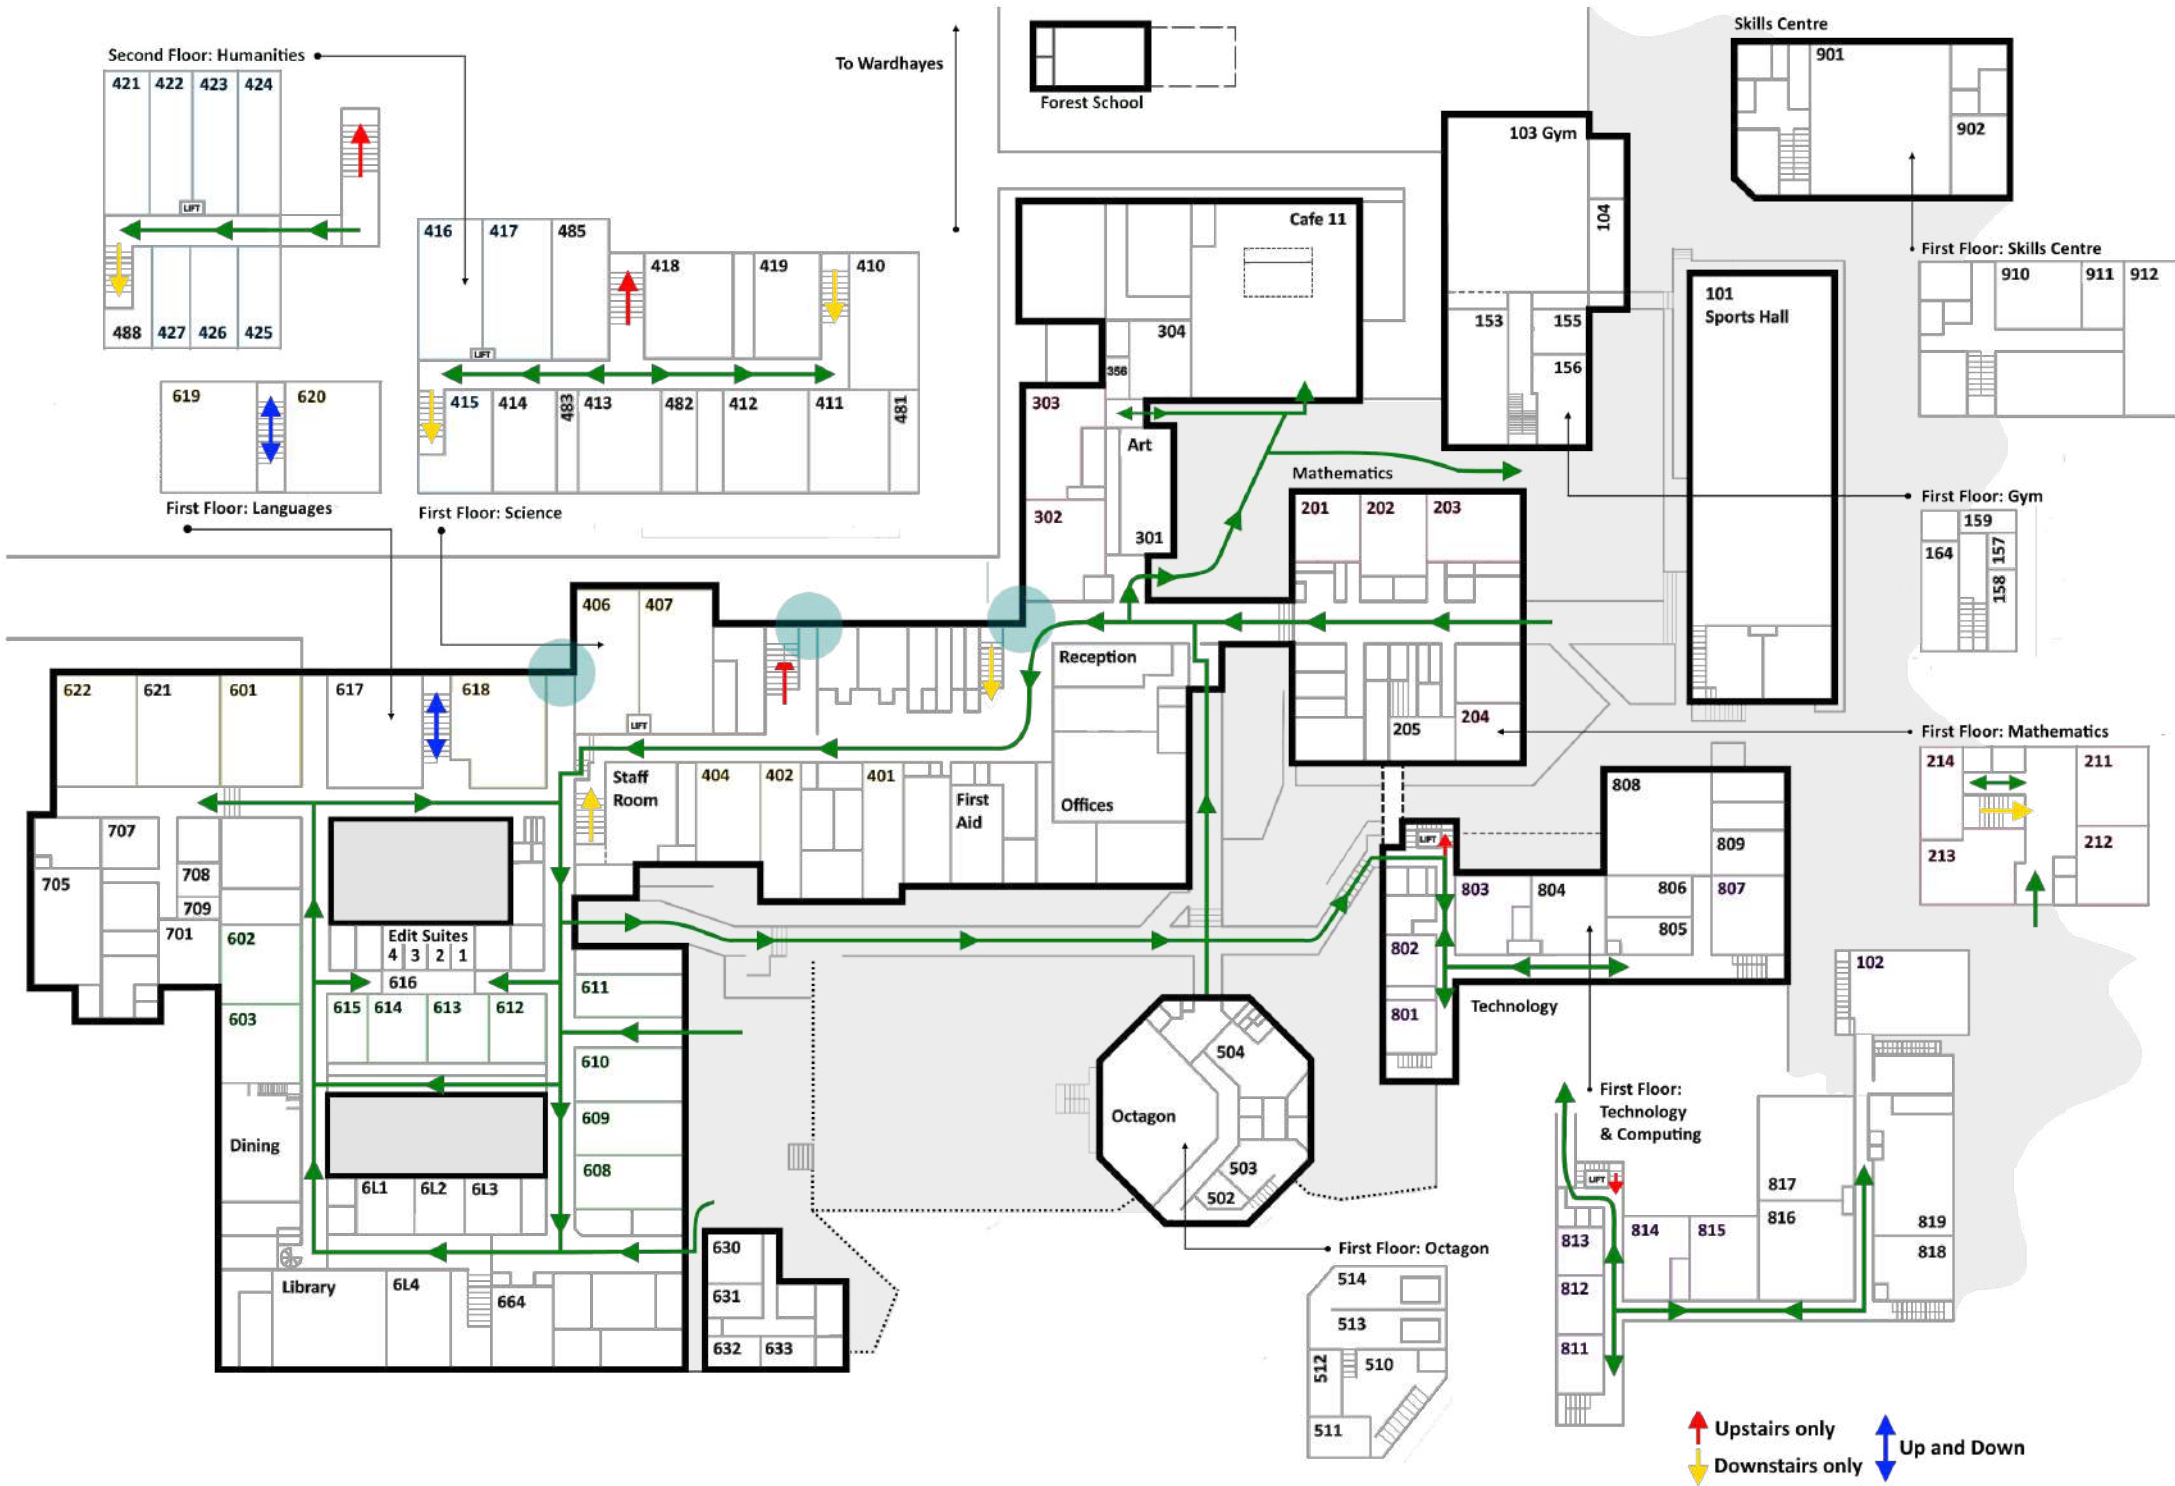 Second Floor: Humanities
421 422 423 424
LIFT
488 427 426 425
To Wardhayes
Forest School
Skills Centre
901
902
103 Gym
104
153
155
156
101
Sports Hall
First Floor: Skills Centre
910 911 912
416 417 485
418 419 410
LIFT
415 414 483 413 482 412 411 481
619 620
First Floor: Languages
First Floor: Science
Cafe 11
304
356
303
Art
302
301
Mathematics
201 202 203
204
205
First Floor: Gym
159
164
157
158
406 407
LIFT
Reception
622 621 601 617 618
Staff
Room
404 402 401
First
Aid
Offices
First Floor: Mathematics
214 211
213 212
707
705
708
709
701
602
603
Edit Suites
4 3 2 1
616
615 614 613 612
611
610
609
608
Dining
6L1 6L2 6L3
Library
6L4
664
630
631
632 633
Octagon
504
503
502
First Floor: Octagon
514
513
512
510
511
LIFT
808
809
803 804 806 807
805
802
801
Technology
First Floor:
Technology
& Computing
102
LIFT
817
816
814 815
813
812
811
819
818
Upstairs only
Downstairs only
Up and Down